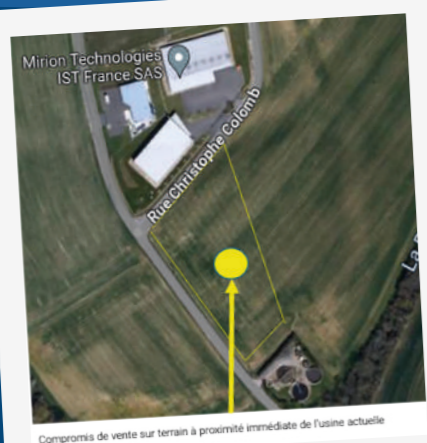 Mirion Technologies
IST France SAS
Rue Christophe Colomb
La
Compromis de vente sur terrain à proximité immédiate de l'usine actuelle